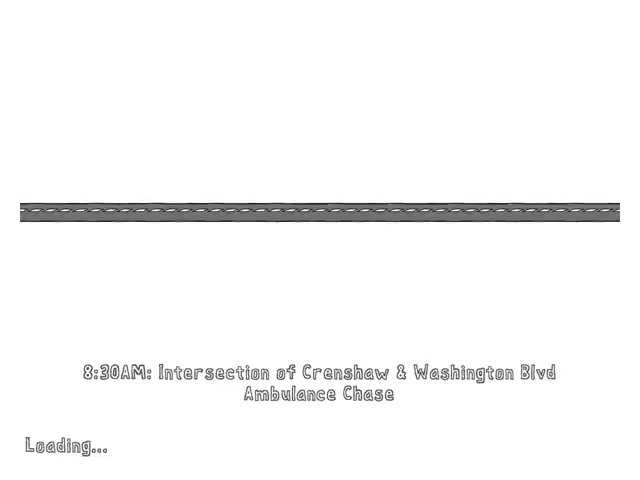 8:30AM: Intersection of Crenshaw & Washington Blvd
Ambulance Chase
Loading...